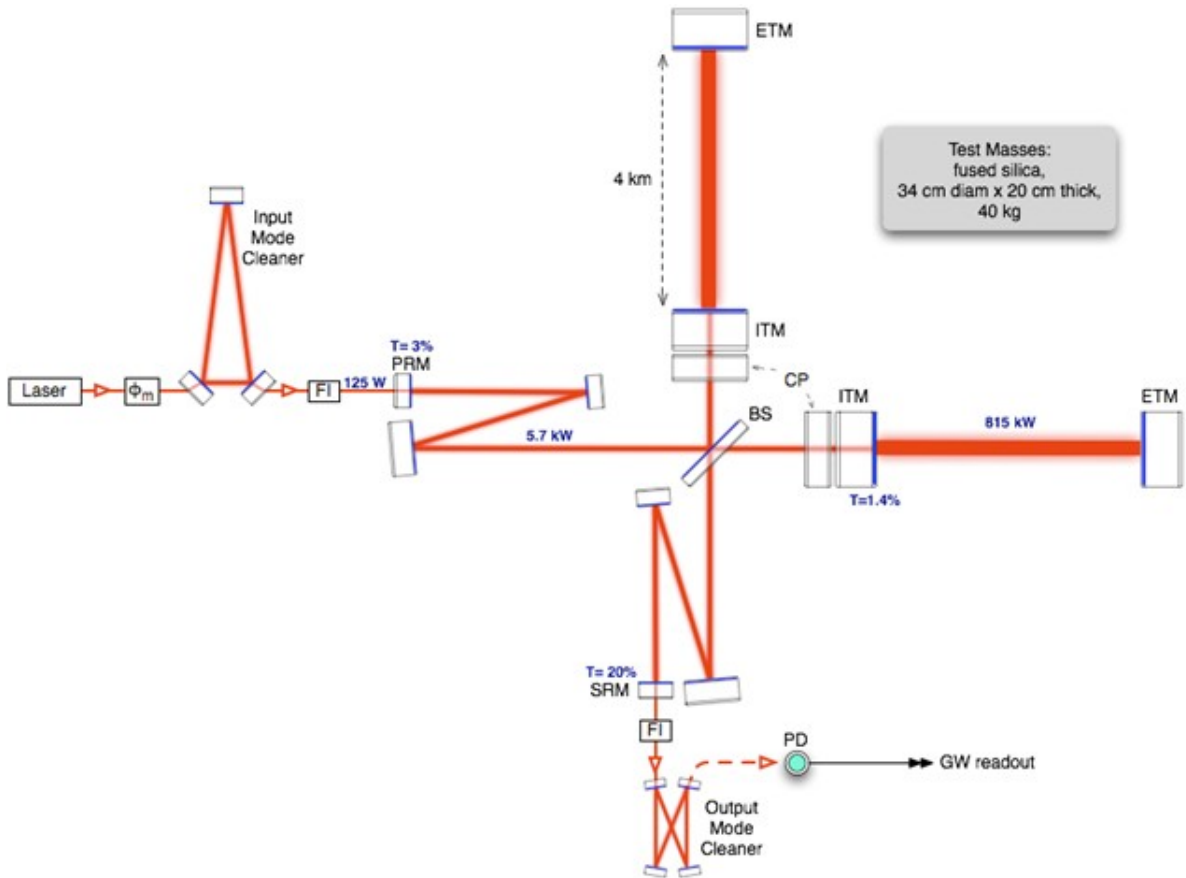 ETM
4 km
Test Masses:
fused silica,
34 cm diam x 20 cm thick,
40 kg
Input
Mode
Cleaner
ITM
T= 3%
PRM
Laser
ϕm
FI
125 W
CP
BS
ITM
ETM
5.7 kW
815 kW
T=1.4%
T= 20%
SRM
FI
PD
GW readout
Output
Mode
Cleaner